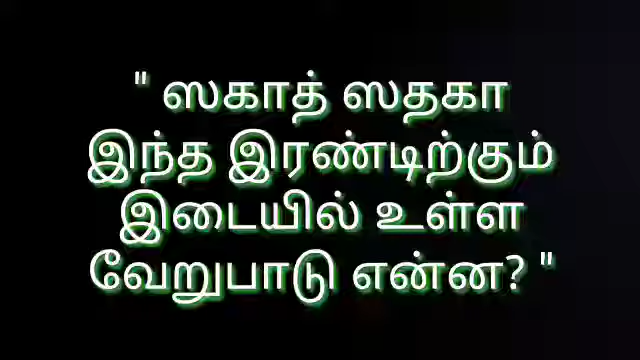 " ஸகாத் ஸதகா
இந்த இரண்டிற்கும்
இடையில் உள்ள
வேறுபாடு என்ன? "